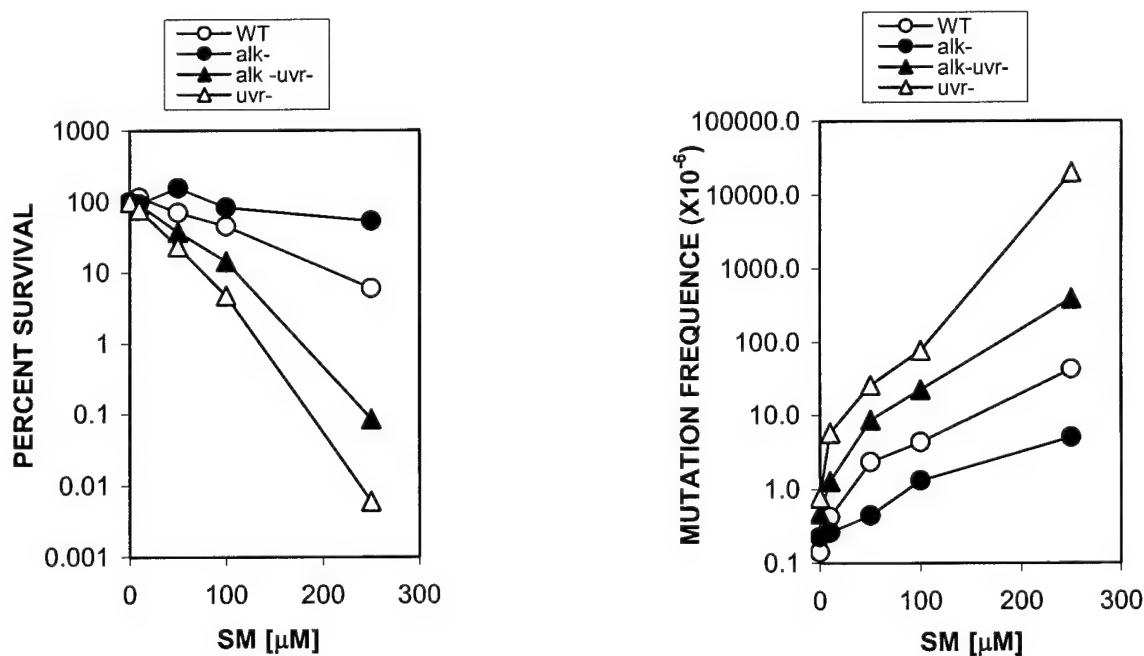 WT
alk-
alk -uvr-
uvr-
1000
100
10
1
0.1
0.01
0.001
PERCENT SURVIVAL
0
100
200
300
SM [µM]
WT
alk-
alk-uvr-
uvr-
100000.0
10000.0
1000.0
100.0
10.0
1.0
0.1
MUTATION FREQUENCE (X10⁻⁶)
0
100
200
300
SM [µM]